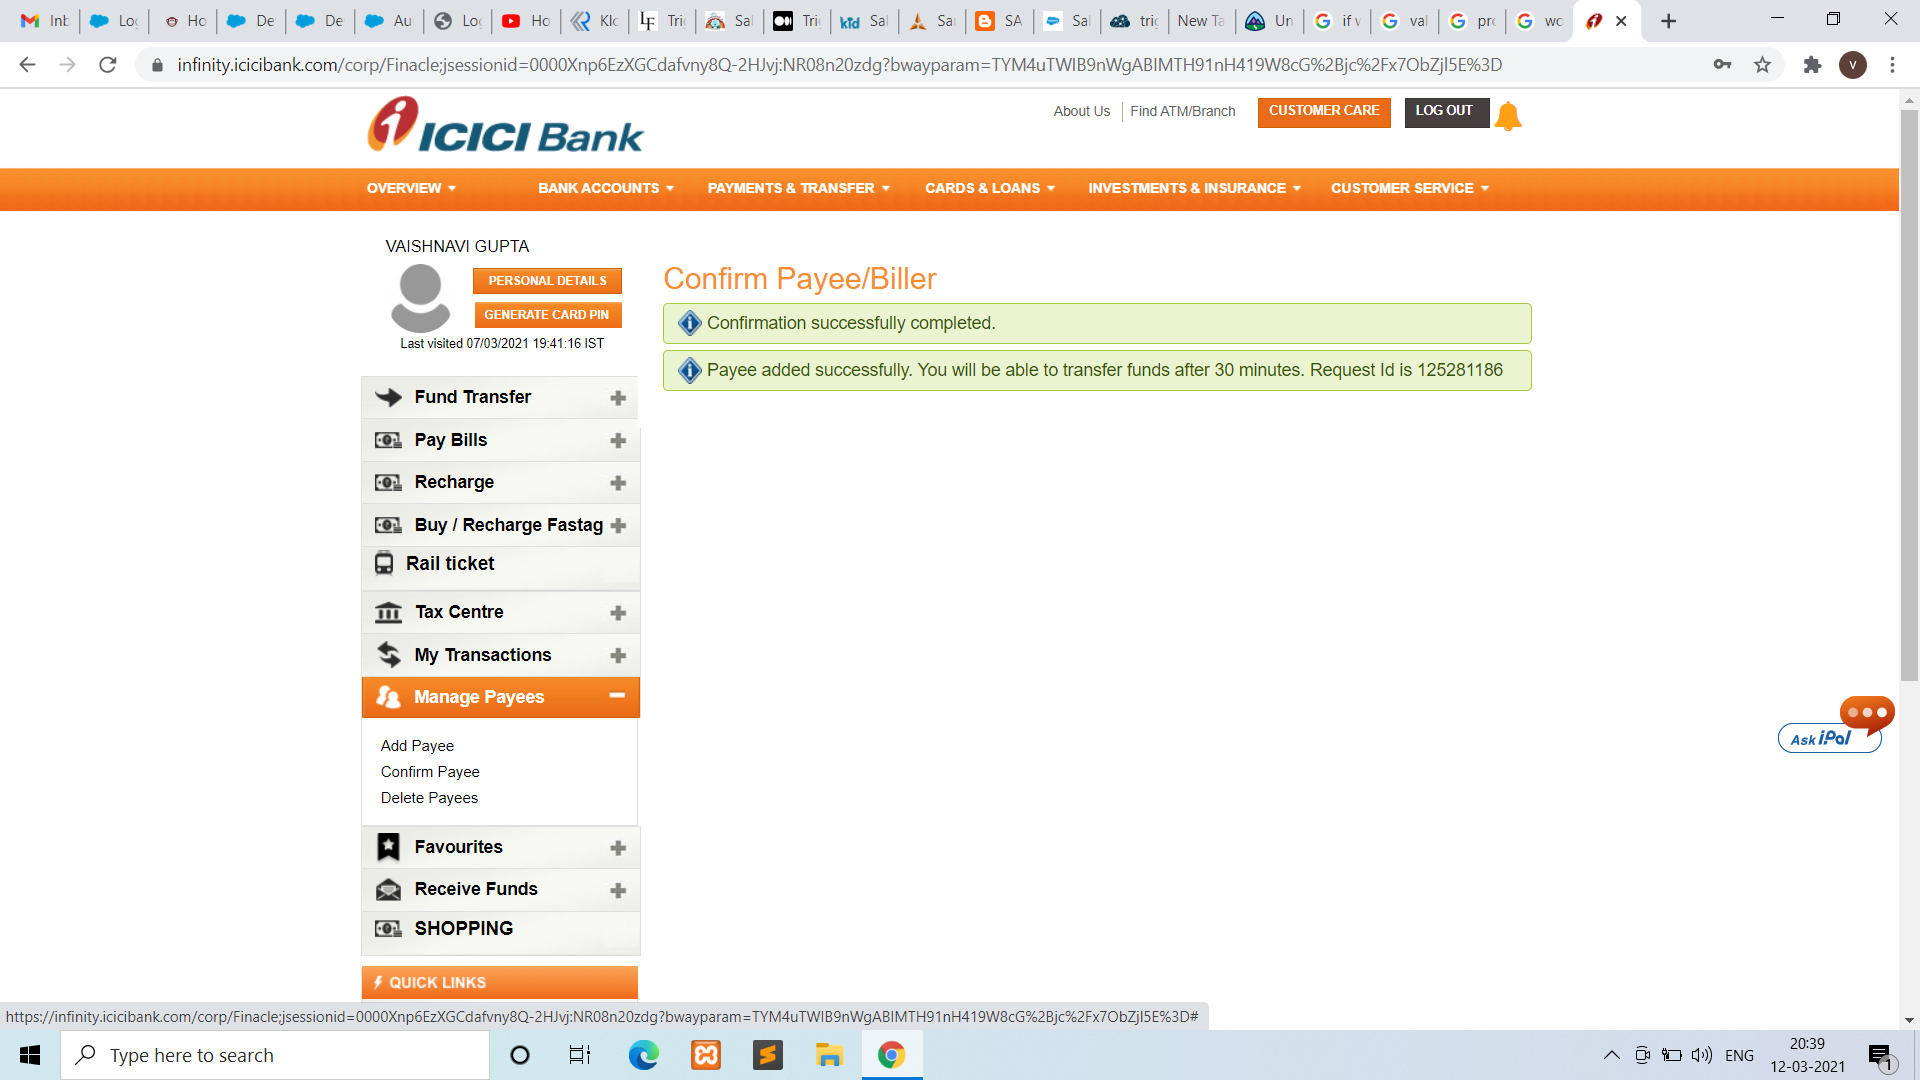 Inb
Log
Ho
De
De
Au
Log
Ho
Klo
Trig
Sal
Trig
Sal
Sar
SA
Sal
trig
New Ta
Un
if w
val
pro
wo
infinity.icicibank.com/corp/Finacle;jsessionid=0000Xnp6EzXGCdafvny8Q-2HJvj:NR08n20zdg?bwayparam=TYM4uTWIB9nWgABIMTH91nH419W8cG%2Bjc%2Fx7ObZjl5E%3D
V
ICICI Bank
About Us
Find ATM/Branch
CUSTOMER CARE
LOG OUT
OVERVIEW
BANK ACCOUNTS
PAYMENTS & TRANSFER
CARDS & LOANS
INVESTMENTS & INSURANCE
CUSTOMER SERVICE
VAISHNAVI GUPTA
PERSONAL DETAILS
GENERATE CARD PIN
Last visited 07/03/2021 19:41:16 IST
Confirm Payee/Biller
Confirmation successfully completed.
Payee added successfully. You will be able to transfer funds after 30 minutes. Request Id is 125281186
Fund Transfer
Pay Bills
Recharge
Buy / Recharge Fastag
Rail ticket
Tax Centre
My Transactions
Manage Payees
Add Payee
Confirm Payee
Delete Payees
Favourites
Receive Funds
SHOPPING
QUICK LINKS
Ask iPal
https://infinity.icicibank.com/corp/Finacle;jsessionid=0000Xnp6EzXGCdafvny8Q-2HJvj:NR08n20zdg?bwayparam=TYM4uTWIB9nWgABIMTH91nH419W8cG%2Bjc%2Fx7ObZjl5E%3D#
Type here to search
ENG
20:39
12-03-2021
1